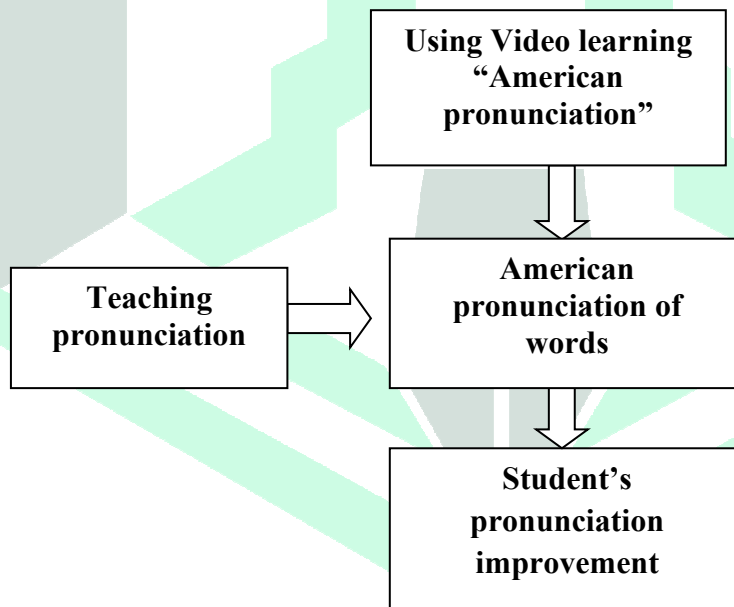 Using Video learning
“American
pronunciation”
Teaching
pronunciation
American
pronunciation of
words
Student’s
pronunciation
improvement